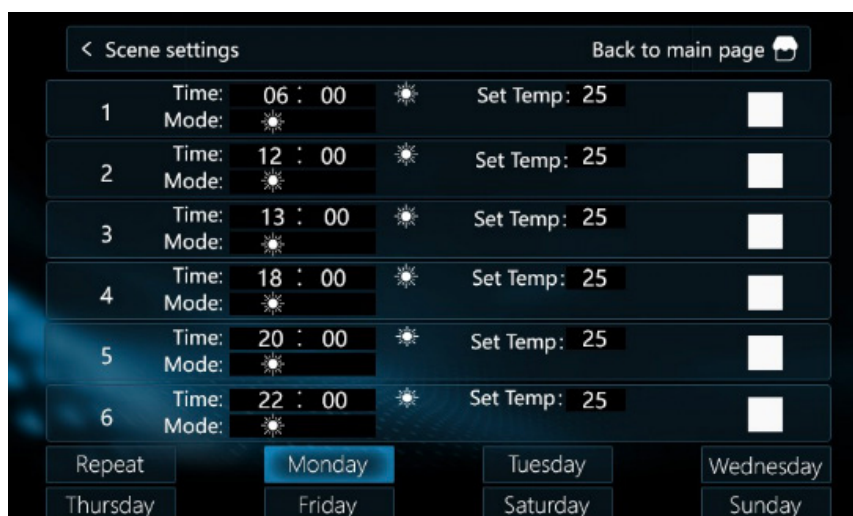 < Scene settings Back to main page
1 Time: 06 : 00 Set Temp: 25
Mode:
2 Time: 12 : 00 Set Temp: 25
Mode:
3 Time: 13 : 00 Set Temp: 25
Mode:
4 Time: 18 : 00 Set Temp: 25
Mode:
5 Time: 20 : 00 Set Temp: 25
Mode:
6 Time: 22 : 00 Set Temp: 25
Mode:
Repeat Monday Tuesday Wednesday
Thursday Friday Saturday Sunday